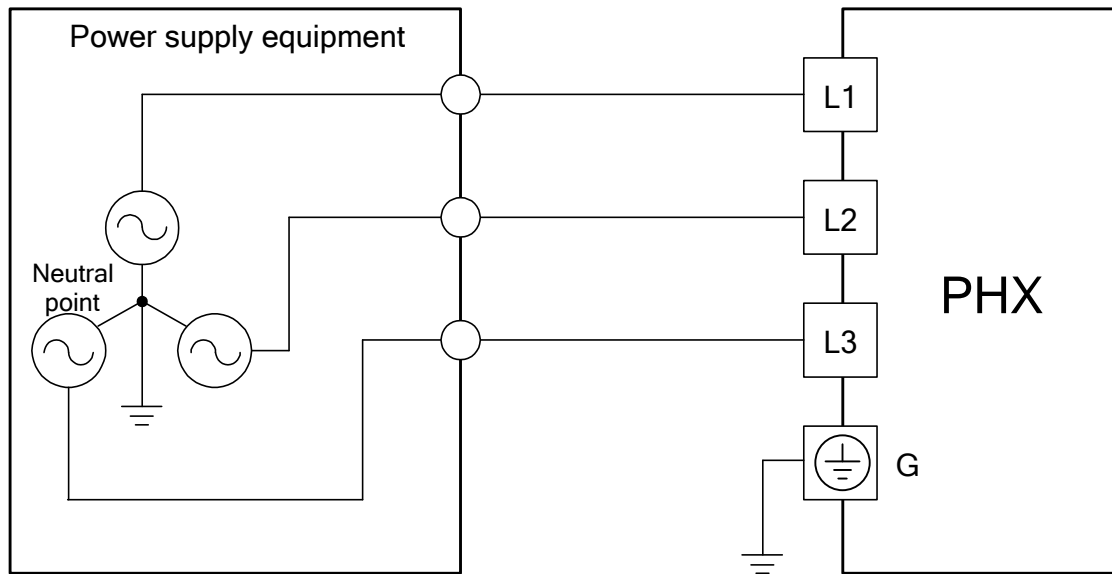 Power supply equipment
L1
L2
Neutral
point
L3
PHX
G